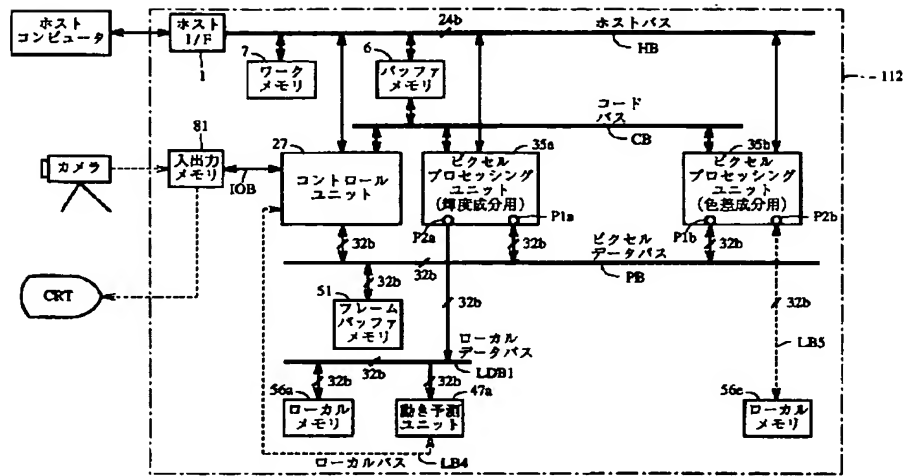 ホスト
コンピュータ
ホスト
I/F
1
24b
ホストバス
HB
7
ワーク
メモリ
6
バッファ
メモリ
112
コード
バス
CB
81
カメラ
入出力
メモリ
IOB
27
コントロール
ユニット
35a
ピクセル
プロセッシング
ユニット
(輝度成分用)
P2a
P1a
35b
ピクセル
プロセッシング
ユニット
(色差成分用)
P1b
P2b
32b
32b
32b
ピクセルデータバス
32b
PB
CRT
51
32b
フレーム
バッファ
メモリ
32b
32b
LB5
ローカル
データバス
32b
LDB1
56a
32b
32b
47a
ローカル
メモリ
動き予測
ユニット
56e
ローカル
メモリ
ローカルバス
LB4